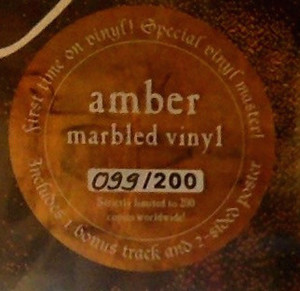 First time on vinyl! Special vinyl master!
amber
marbled vinyl
099/200
Strictly limited to 200
copies worldwide!
Includes 1 bonus track and 2-sided poster